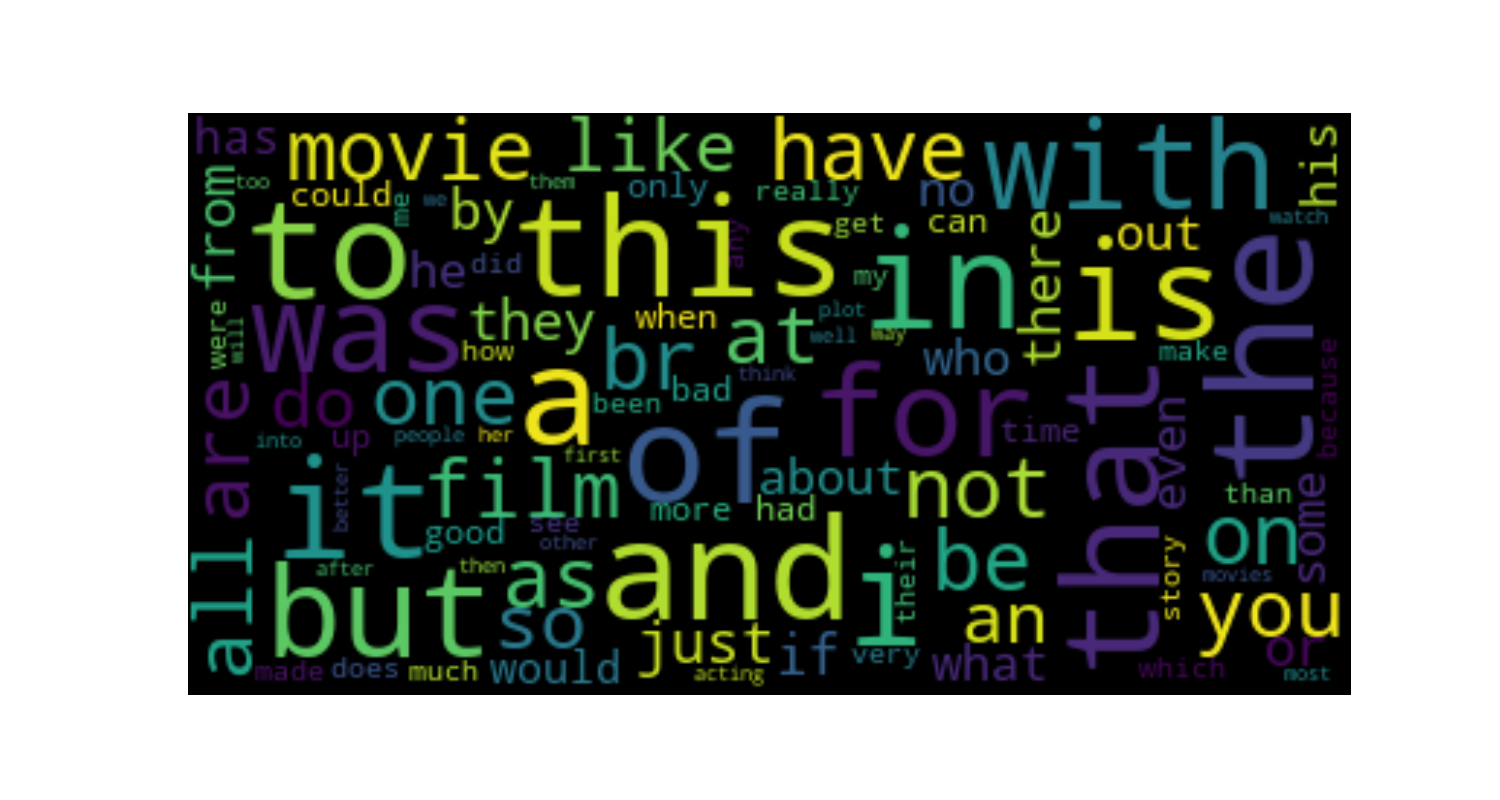 has movie like have with his
from too could me we by them only really no watch
to this any get can there out
he did my in is the
were will was they when at plot well may who make because
how br think
are do one a been bad of for time that even
into up people her first
it film about not than some
better good see more had on
all after then other as and i their be story movies
but so just if very an you or
made does much would acting what which most